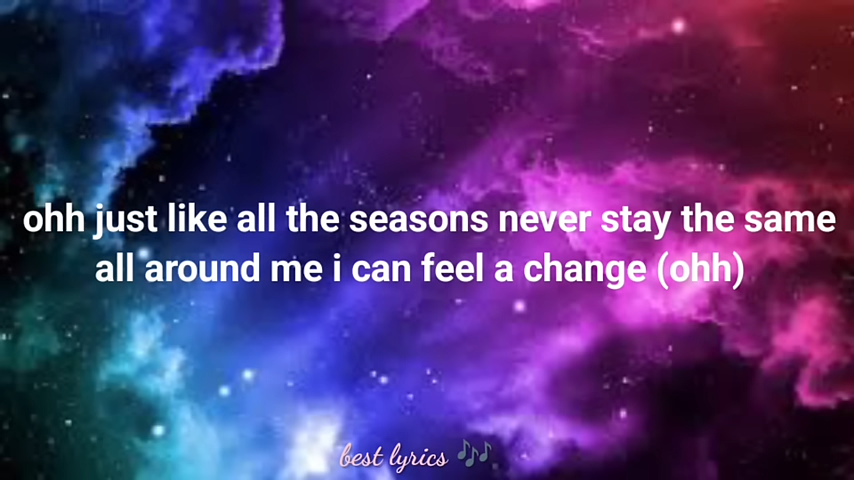 ohh just like all the seasons never stay the same
all around me i can feel a change (ohh)
best lyrics 🎶